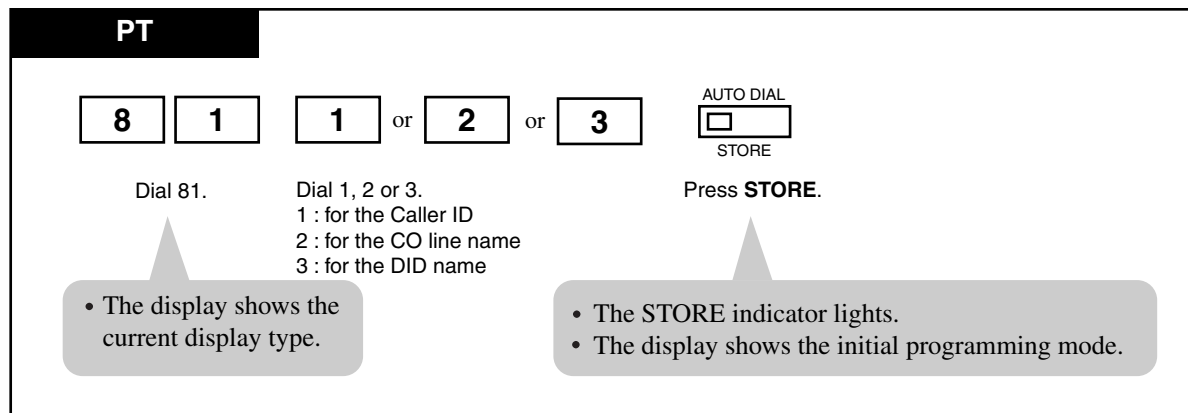 PT
8 1 1 or 2 or 3
AUTO DIAL
STORE
Dial 81.
Dial 1, 2 or 3.
1 : for the Caller ID
2 : for the CO line name
3 : for the DID name
Press STORE.
• The display shows the
current display type.
• The STORE indicator lights.
• The display shows the initial programming mode.